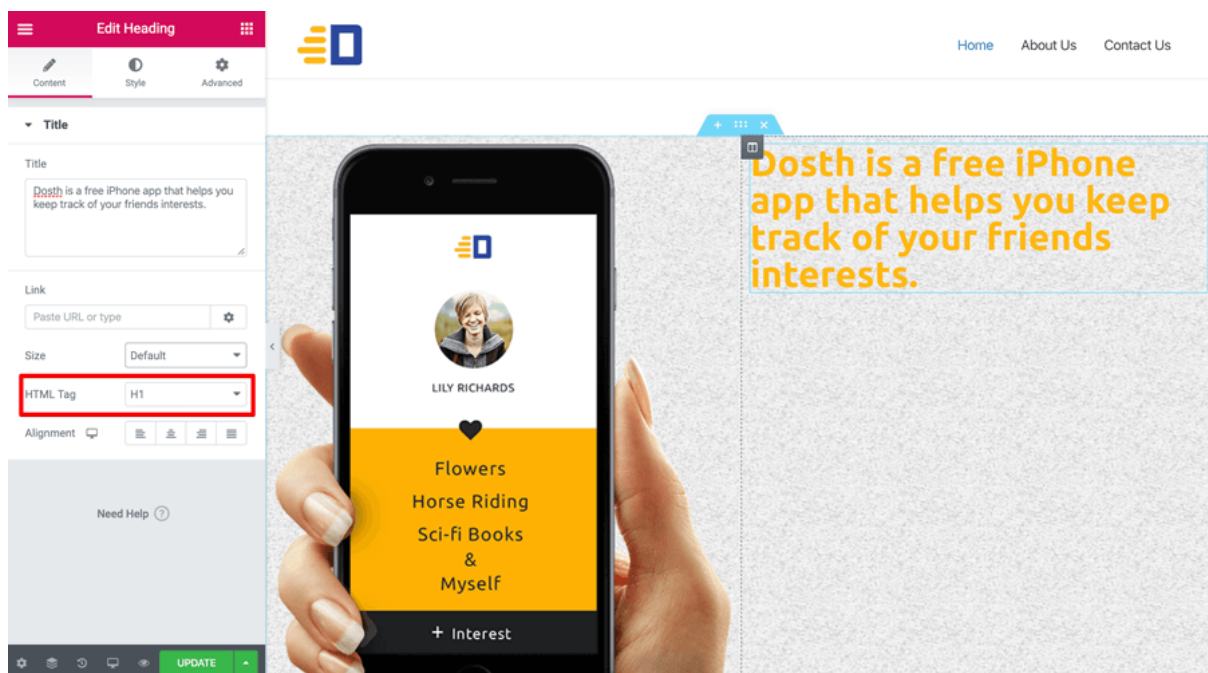 Edit Heading
Content
Style
Advanced
Title
Title
Dosth is a free iPhone app that helps you
keep track of your friends interests.
Link
Paste URL or type
Size
Default
HTML Tag
H1
Alignment
Need Help ?
UPDATE
D
Home
About Us
Contact Us
Dosth is a free iPhone
app that helps you keep
track of your friends
interests.
D
LILY RICHARDS
Flowers
Horse Riding
Sci-fi Books
&
Myself
+ Interest